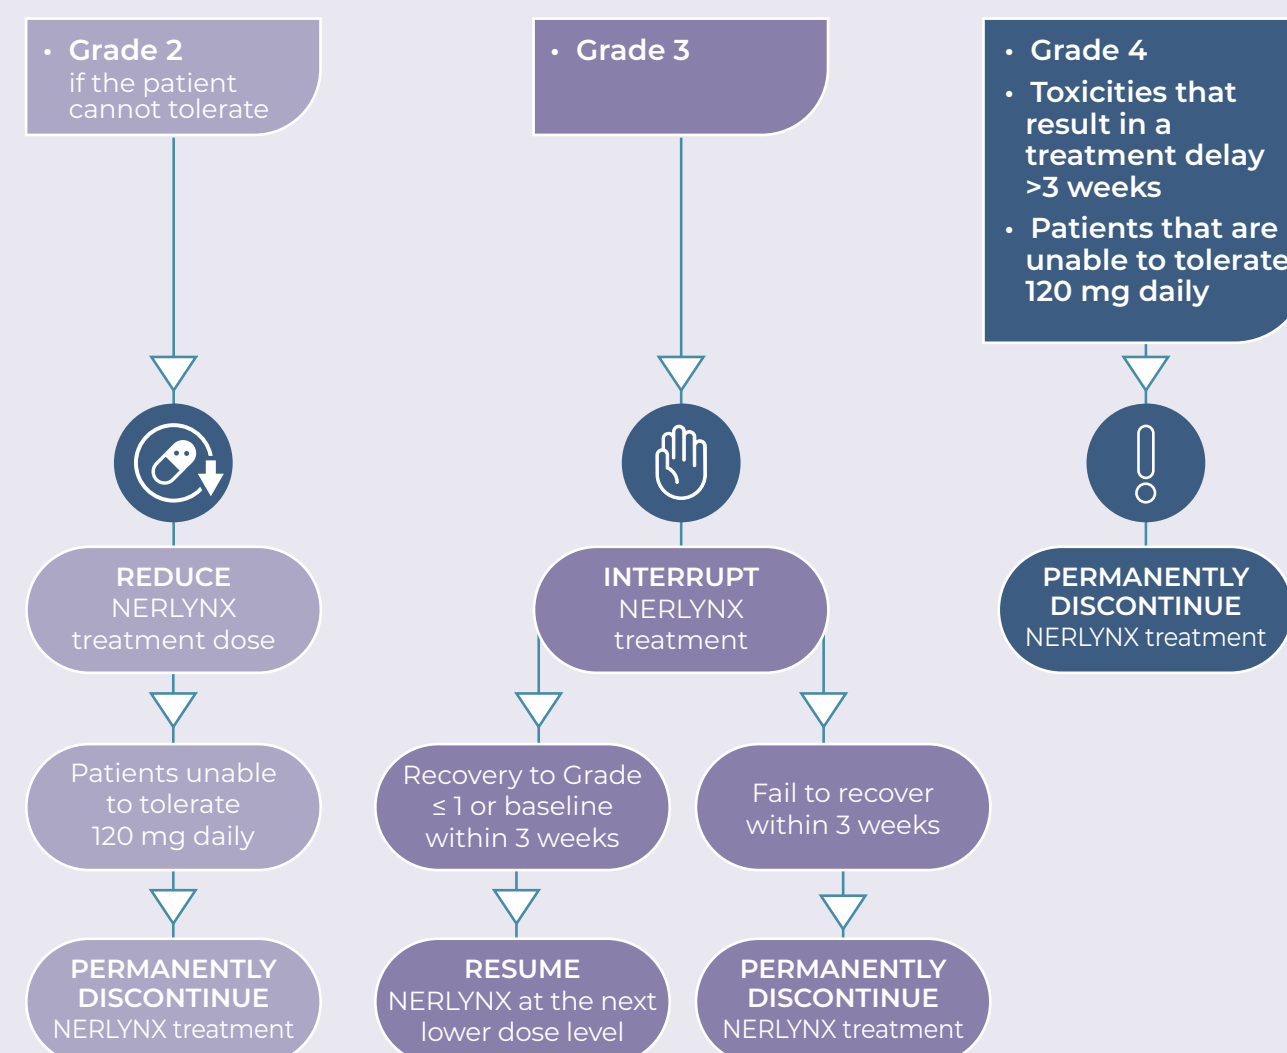 • Grade 2
if the patient
cannot tolerate
• Grade 3
• Grade 4
• Toxicities that
result in a
treatment delay
>3 weeks
• Patients that are
unable to tolerate
120 mg daily
REDUCE
NERLYNX
treatment dose
INTERRUPT
NERLYNX
treatment
PERMANENTLY
DISCONTINUE
NERLYNX treatment
Patients unable
to tolerate
120 mg daily
Recovery to Grade
≤ 1 or baseline
within 3 weeks
Fail to recover
within 3 weeks
PERMANENTLY
DISCONTINUE
NERLYNX treatment
RESUME
NERLYNX at the next
lower dose level
PERMANENTLY
DISCONTINUE
NERLYNX treatment